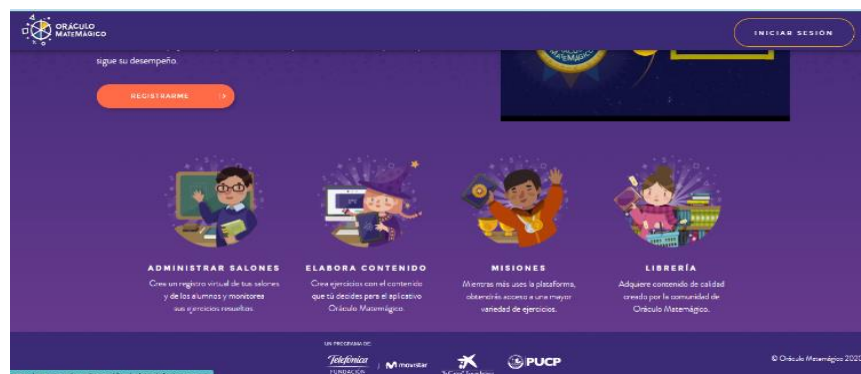 ORÁCULO
MATEMÁGICO
INICIAR SESIÓN
sigue su desempeño.
REGISTRARME
ADMINISTRAR SALONES
Crea un registro virtual de tus salones
y de los alumnos y monitorea
sus ejercicios resueltos.
ELABORA CONTENIDO
Crea ejercicios con el contenido
que tú decides para el aplicativo
Oráculo Matemágico.
MISIONES
Mientras más uses la plataforma,
obtendrás acceso a una mayor
variedad de ejercicios.
LIBRERÍA
Adquiere contenido de calidad
creado por la comunidad de
Oráculo Matemágico.
UN PROGRAMA DE:
Telefónica
FUNDACIÓN
movistar
PUCP
© Oráculo Matemágico 2020